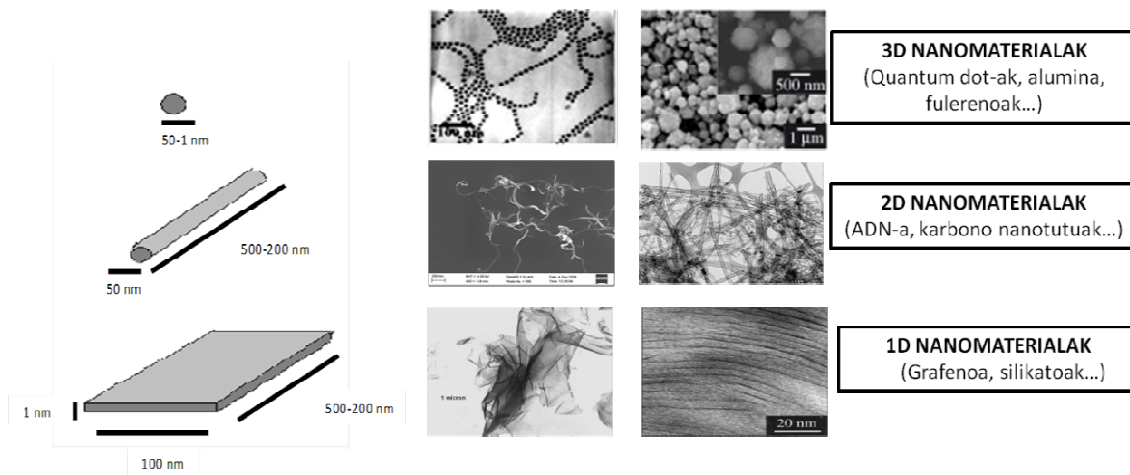 50-1 nm
500-200 nm
50 nm
1 nm
500-200 nm
100 nm
500 nm
1 µm
1 micron
20 nm
3D NANOMATERIALAK
(Quantum dot-ak, alumina,
fulerenoak...)
2D NANOMATERIALAK
(ADN-a, karbono nanotutuak...)
1D NANOMATERIALAK
(Grafenoa, silikatoak...)